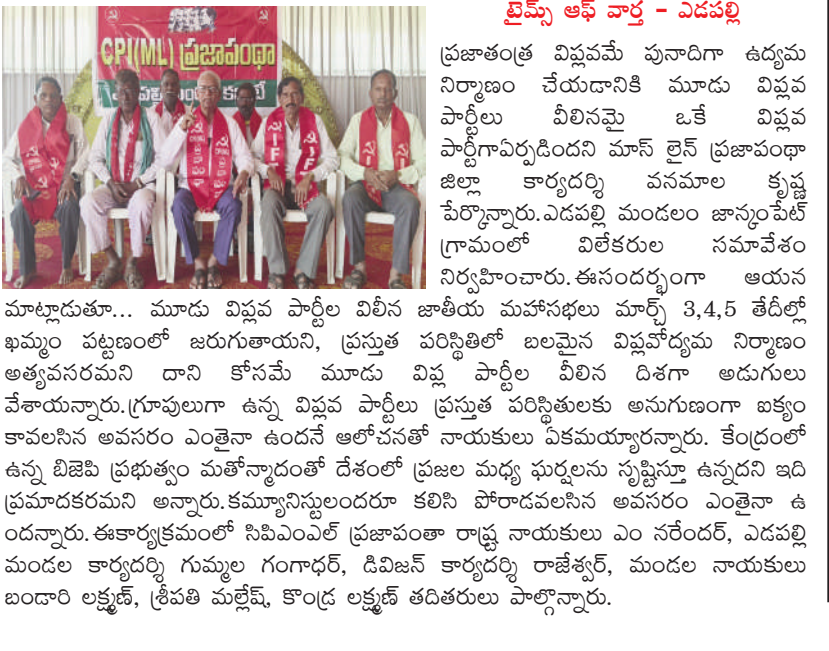 టైమ్స్ ఆఫ్ వార్త - ఎడపల్లి
CPI(ML) ప్రజాపంథా
ప్రజాతంత్ర విప్లవమే పునాదిగా ఉద్యమ
నిర్మాణం చేయడానికి మూడు విప్లవ
పార్టీలు వీలినమై ఒకే విప్లవ
పార్టీగాఏర్పడిందని మాస్ లైన్ ప్రజాపంథా
జిల్లా కార్యదర్శి వనమాల కృష్ణ
పేర్కొన్నారు.ఎడపల్లి మండలం జాన్కంపేట్
గ్రామంలో విలేకరుల సమావేశం
నిర్వహించారు.ఈసందర్భంగా ఆయన
మాట్లాడుతూ... మూడు విప్లవ పార్టీల విలీన జాతీయ మహాసభలు మార్చ్ 3,4,5 తేదీల్లో
ఖమ్మం పట్టణంలో జరుగుతాయని, ప్రస్తుత పరిస్థితిలో బలమైన విప్లవోద్యమ నిర్మాణం
అత్యవసరమని దాని కోసమే మూడు విప్ల పార్టీల వీలిన దిశగా అడుగులు
వేశాయన్నారు.గ్రూపులుగా ఉన్న విప్లవ పార్టీలు ప్రస్తుత పరిస్థితులకు అనుగుణంగా ఐక్యం
కావలసిన అవసరం ఎంతైనా ఉందనే ఆలోచనతో నాయకులు ఏకమయ్యారన్నారు. కేంద్రంలో
ఉన్న బిజెపి ప్రభుత్వం మతోన్మాదంతో దేశంలో ప్రజల మధ్య ఘర్షలను సృష్టిస్తూ ఉన్నదని ఇది
ప్రమాదకరమని అన్నారు.కమ్యూనిస్టులందరూ కలిసి పోరాడవలసిన అవసరం ఎంతైనా ఉ
ందన్నారు.ఈకార్యక్రమంలో సిపిఎంఎల్ ప్రజాపంతా రాష్ట్ర నాయకులు ఎం నరేందర్, ఎడపల్లి
మండల కార్యదర్శి గుమ్మల గంగాధర్, డివిజన్ కార్యదర్శి రాజేశ్వర్, మండల నాయకులు
బండారి లక్ష్మణ్, శ్రీపతి మల్లేష్, కొండ్ర లక్ష్మణ్ తదితరులు పాల్గొన్నారు.